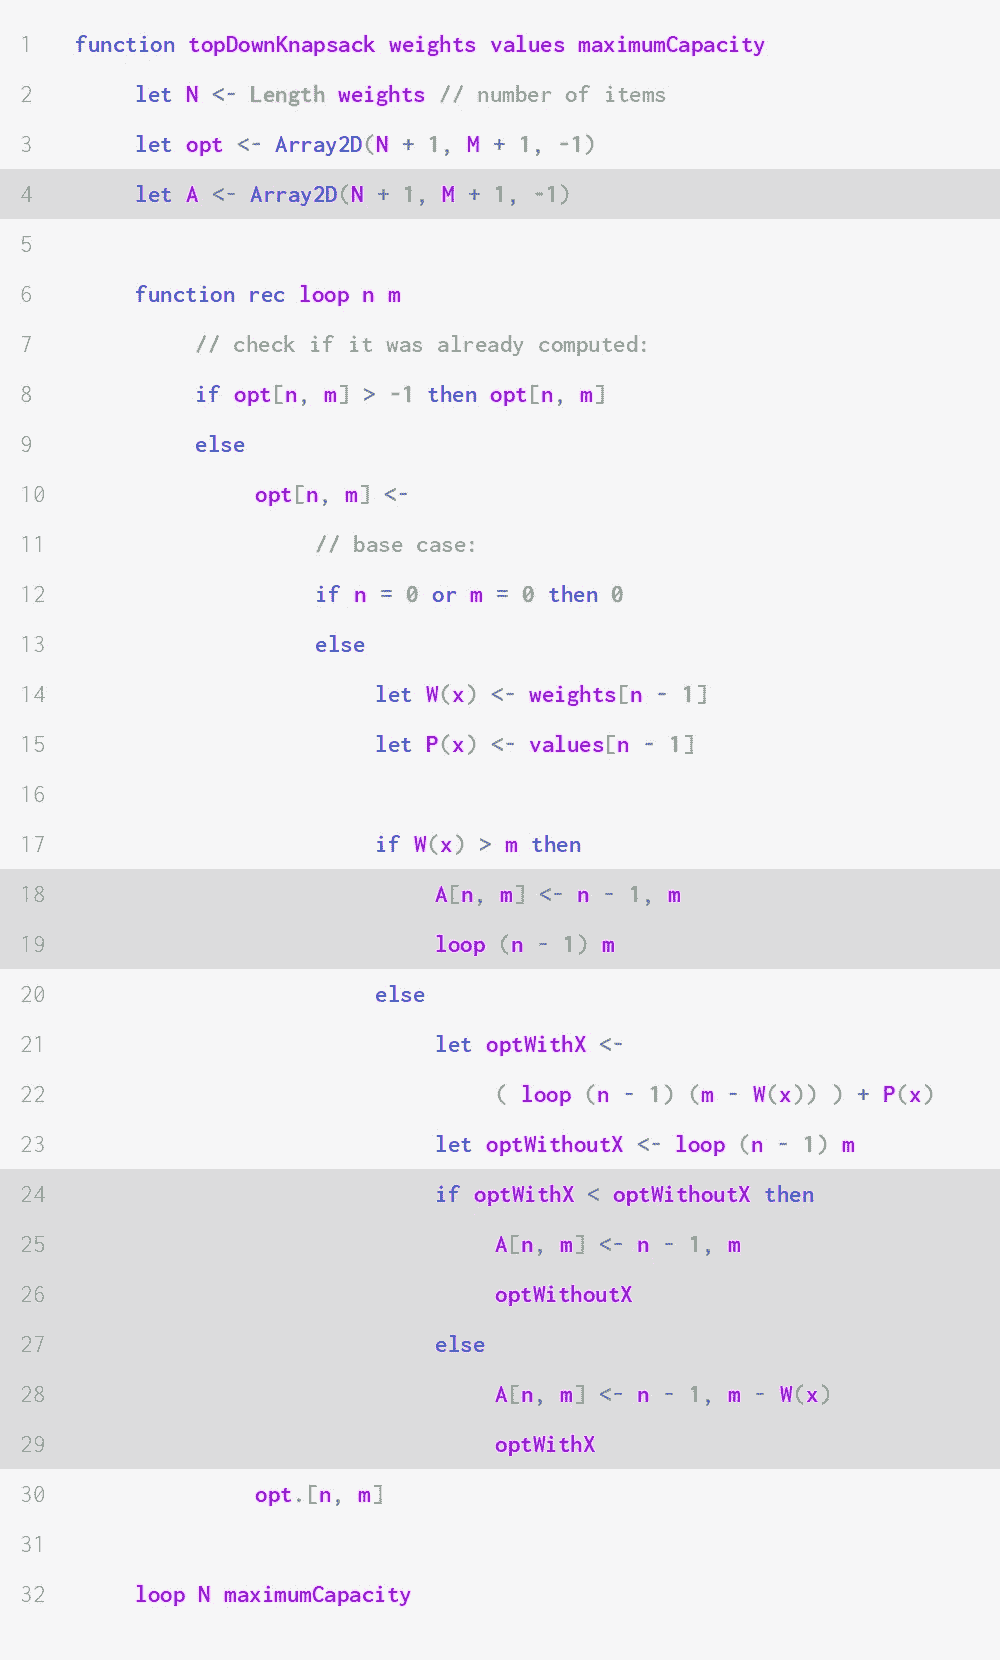 1 function topDownKnapsack weights values maximumCapacity
2 let N <- Length weights // number of items
3 let opt <- Array2D(N + 1, M + 1, -1)
4 let A <- Array2D(N + 1, M + 1, -1)
5
6 function rec loop n m
7 // check if it was already computed:
8 if opt[n, m] > -1 then opt[n, m]
9 else
10 opt[n, m] <-
11 // base case:
12 if n = 0 or m = 0 then 0
13 else
14 let W(x) <- weights[n - 1]
15 let P(x) <- values[n - 1]
16
17 if W(x) > m then
18 A[n, m] <- n - 1, m
19 loop (n - 1) m
20 else
21 let optWithX <-
22 ( loop (n - 1) (m - W(x)) ) + P(x)
23 let optWithoutX <- loop (n - 1) m
24 if optWithX < optWithoutX then
25 A[n, m] <- n - 1, m
26 optWithoutX
27 else
28 A[n, m] <- n - 1, m - W(x)
29 optWithX
30 opt.[n, m]
31
32 loop N maximumCapacity